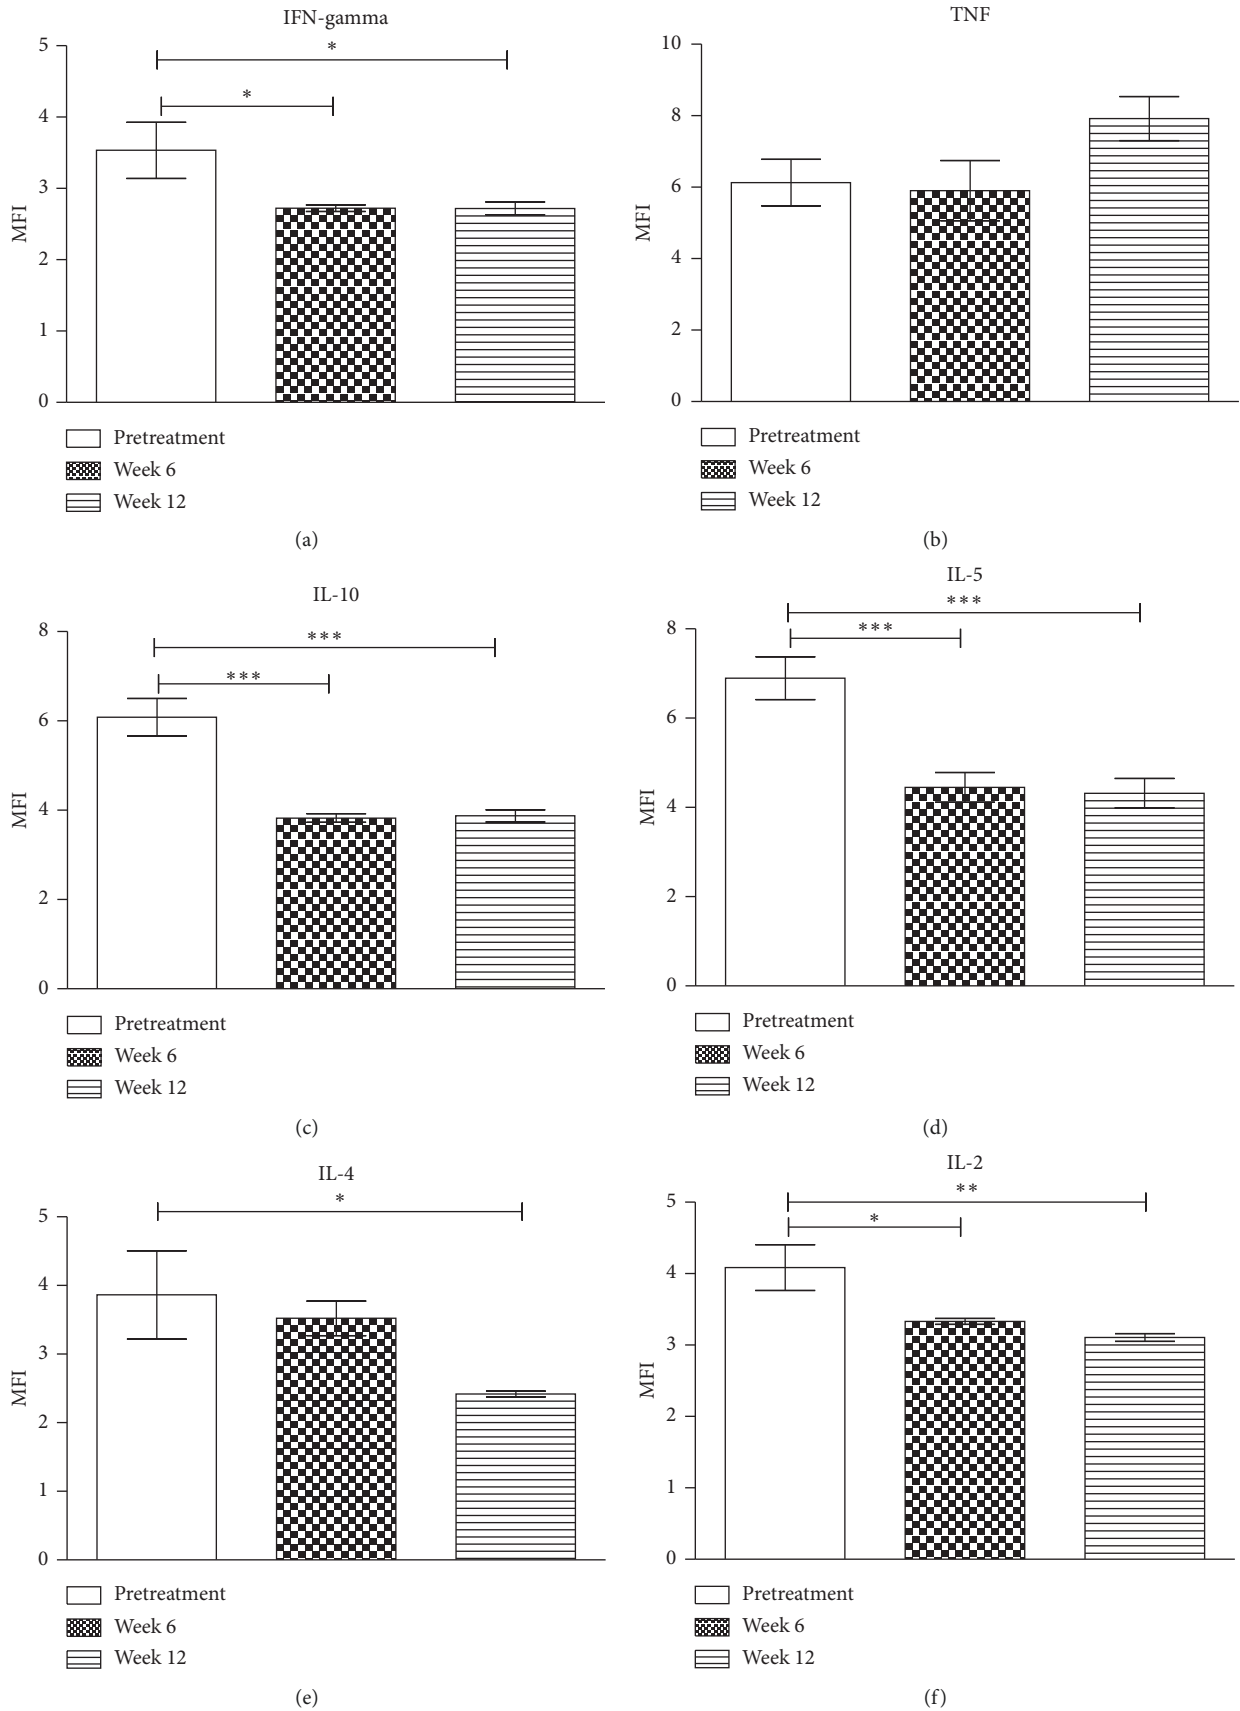 IFN-gamma
5
4
3
2
1
0
MFI
*
*
Pretreatment
Week 6
Week 12
(a)
TNF
10
8
6
4
2
0
MFI
Pretreatment
Week 6
Week 12
(b)
IL-10
8
6
4
2
0
MFI
***
***
Pretreatment
Week 6
Week 12
(c)
IL-5
8
6
4
2
0
MFI
***
***
Pretreatment
Week 6
Week 12
(d)
IL-4
5
4
3
2
1
0
MFI
*
Pretreatment
Week 6
Week 12
(e)
IL-2
5
4
3
2
1
0
MFI
**
*
Pretreatment
Week 6
Week 12
(f)